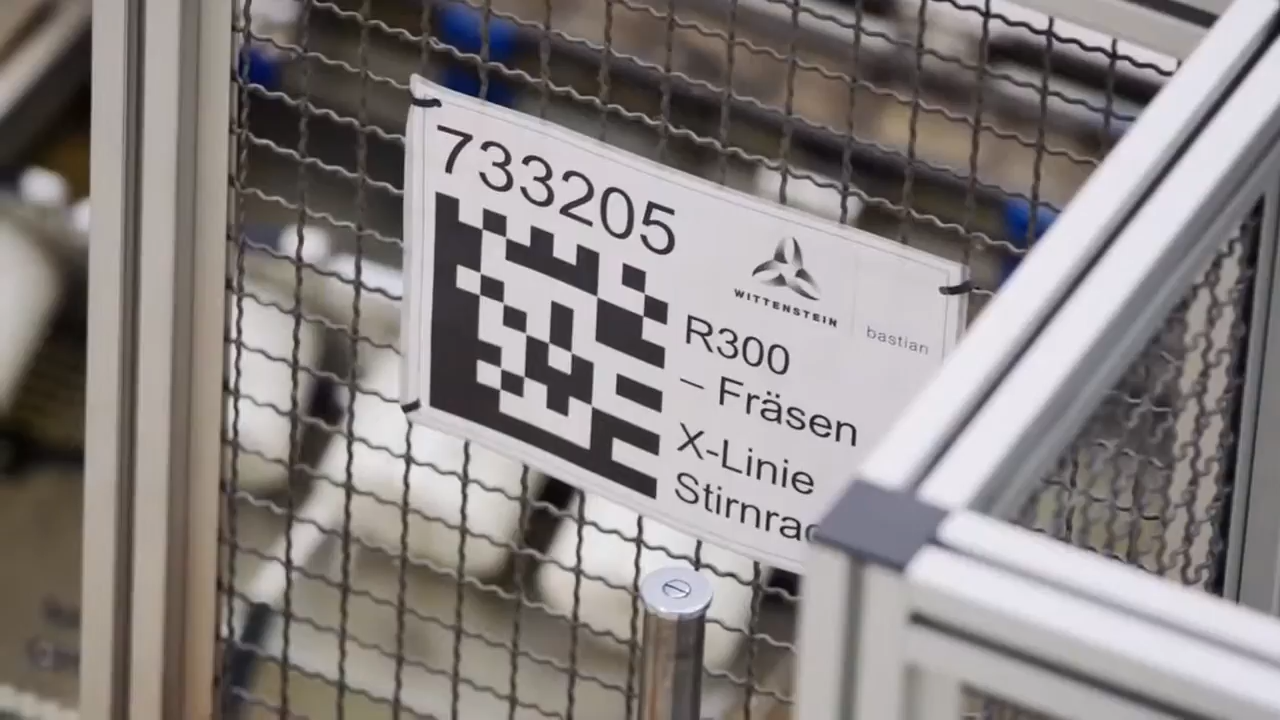 733205
WITTENSTEIN
bastian
R300
– Fräsen
X-Linie